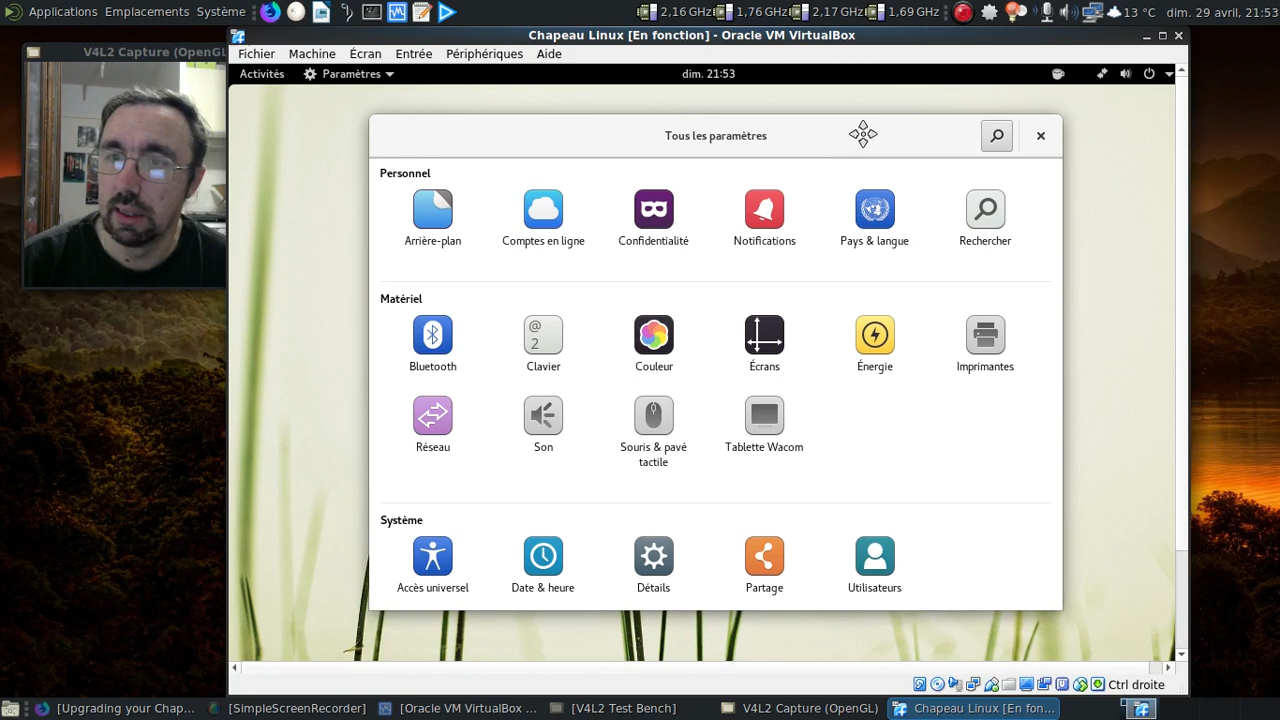 Applications Emplacements Système 2,16 GHz 1,76 GHz 2,17 GHz 1,69 GHz 13 °C dim. 29 avril, 21:53
V4L2 Capture (OpenGL
Chapeau Linux [En fonction] - Oracle VM VirtualBox
Fichier Machine Écran Entrée Périphériques Aide
Activités Paramètres dim. 21:53
Tous les paramètres
Personnel
Arrière-plan Comptes en ligne Confidentialité Notifications Pays & langue Rechercher
Matériel
@
2
Bluetooth Clavier Couleur Écrans Énergie Imprimantes
Réseau Son Souris & pavé tactile Tablette Wacom
Système
Accès universel Date & heure Détails Partage Utilisateurs
Ctrl droite
[Upgrading your Chap... [SimpleScreenRecorder] [Oracle VM VirtualBox ... [V4L2 Test Bench] V4L2 Capture (OpenGL) Chapeau Linux [En fon...